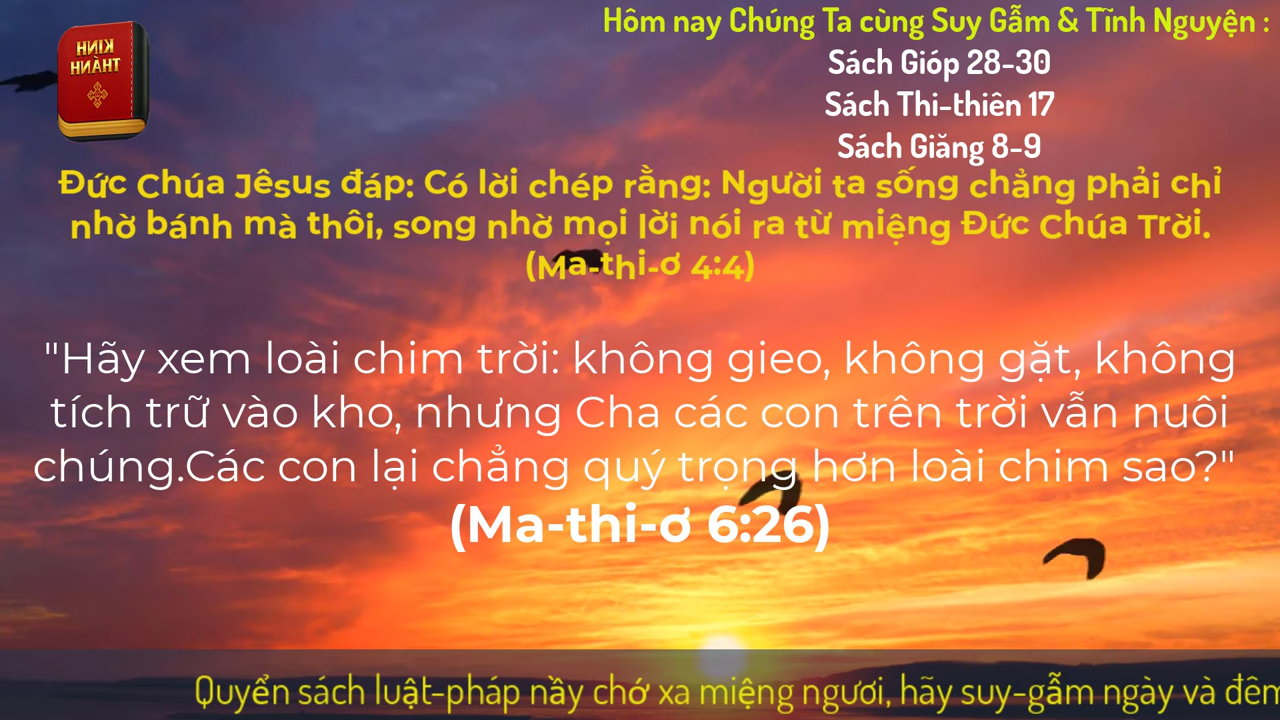 KINH
THÁNH
Hôm nay Chúng Ta cùng Suy Gẫm & Tĩnh Nguyện :
Sách Gióp 28-30
Sách Thi-thiên 17
Sách Giăng 8-9
Đức Chúa Jêsus đáp: Có lời chép rằng: Người ta sống chẳng phải chỉ
nhờ bánh mà thôi, song nhờ mọi lời nói ra từ miệng Đức Chúa Trời.
(Ma-thi-ơ 4:4)
"Hãy xem loài chim trời: không gieo, không gặt, không
tích trữ vào kho, nhưng Cha các con trên trời vẫn nuôi
chúng.Các con lại chẳng quý trọng hơn loài chim sao?"
(Ma-thi-ơ 6:26)
Quyển sách luật-pháp nầy chớ xa miệng ngươi, hãy suy-gẫm ngày và đêm